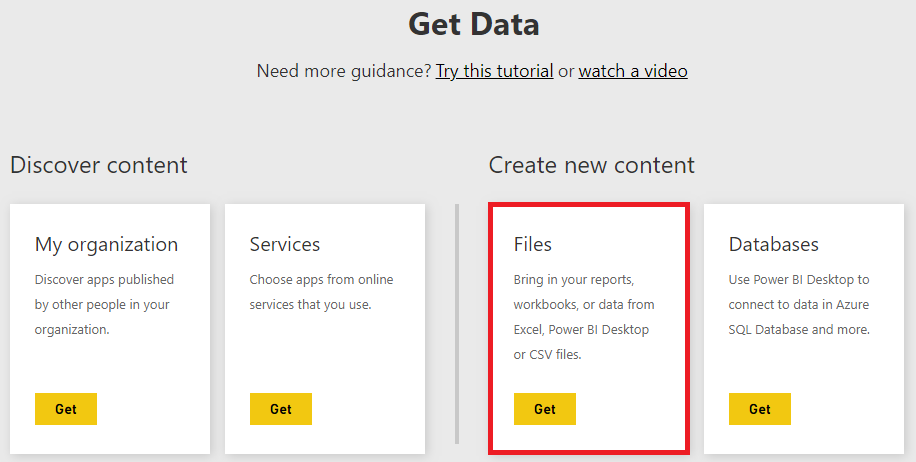 Get Data
Need more guidance? Try this tutorial or watch a video
Discover content
My organization
Discover apps published
by other people in your
organization.
Get
Services
Choose apps from online
services that you use.
Get
Create new content
Files
Bring in your reports,
workbooks, or data from
Excel, Power BI Desktop
or CSV files.
Get
Databases
Use Power BI Desktop to
connect to data in Azure
SQL Database and more.
Get